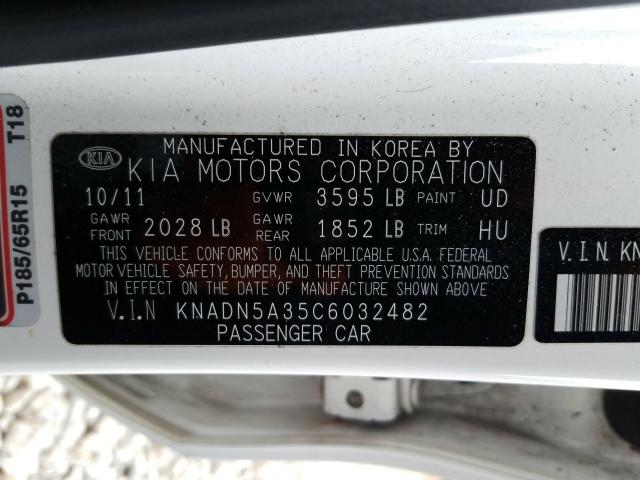 MANUFACTURED IN KOREA BY
KIA KIA MOTORS CORPORATION
10/11 GVWR 3595 LB PAINT UD
GAWR FRONT 2028 LB GAWR REAR 1852 LB TRIM HU
THIS VEHICLE CONFORMS TO ALL APPLICABLE U.S.A. FEDERAL
MOTOR VEHICLE SAFETY, BUMPER, AND THEFT PREVENTION STANDARDS
IN EFFECT ON THE DATE OF MANUFACTURE SHOWN ABOVE.
V.I.N KNADN5A35C6032482
PASSENGER CAR
P185/65R15 T18
V.I.N. KN